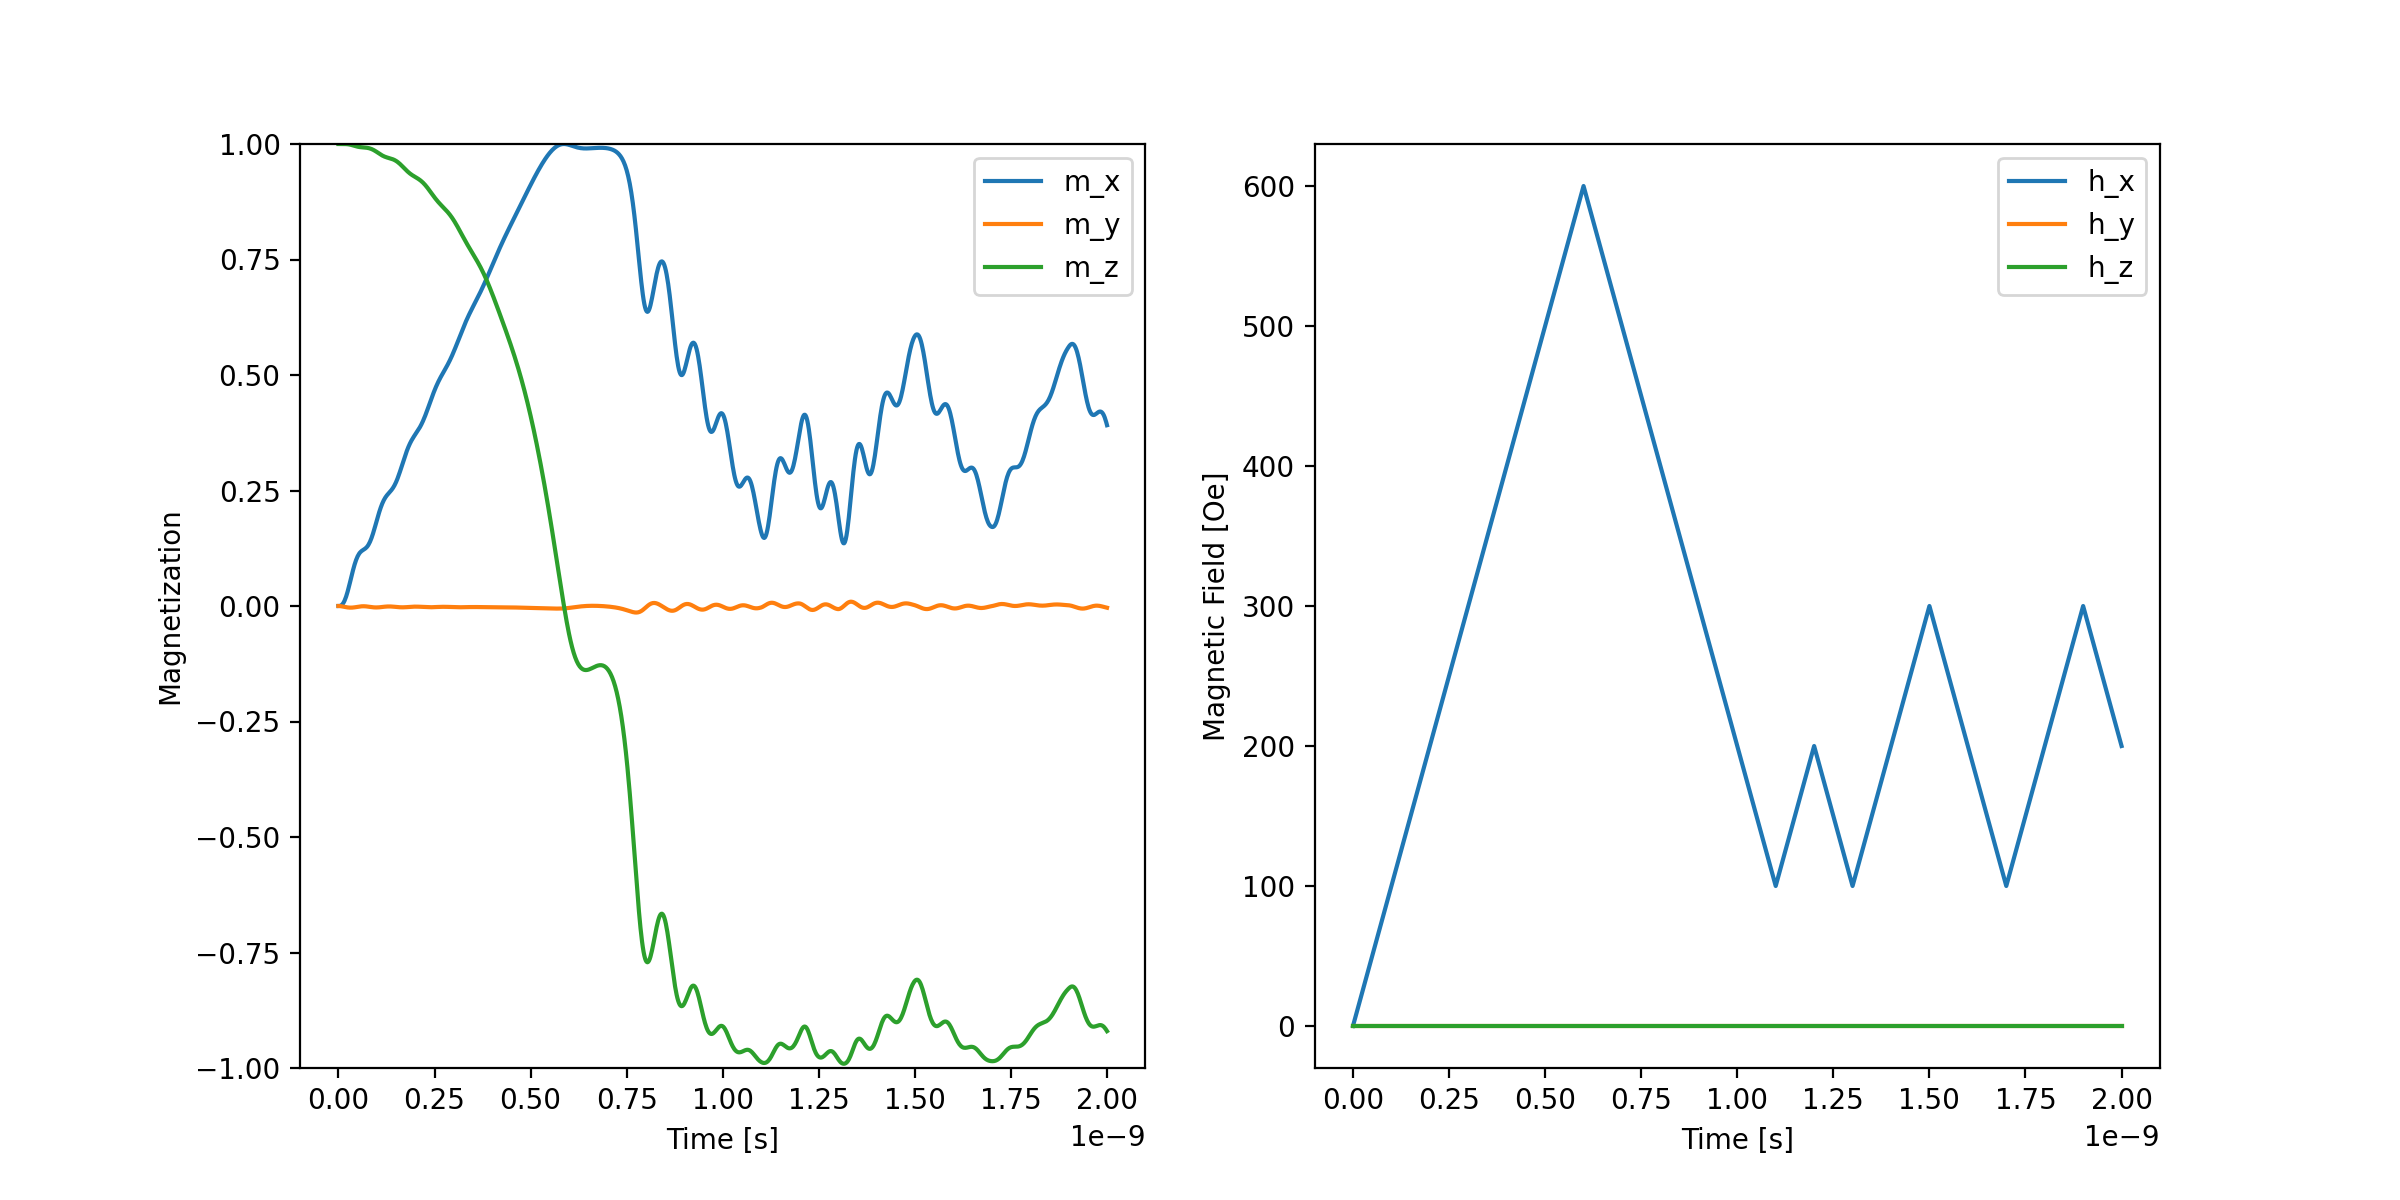 1.00
0.75
0.50
0.25
0.00
−0.25
−0.50
−0.75
−1.00
Magnetization
m_x
m_y
m_z
0.00 0.25 0.50 0.75 1.00 1.25 1.50 1.75 2.00
Time [s]
1e−9
600
500
400
300
200
100
0
Magnetic Field [Oe]
h_x
h_y
h_z
0.00 0.25 0.50 0.75 1.00 1.25 1.50 1.75 2.00
Time [s]
1e−9